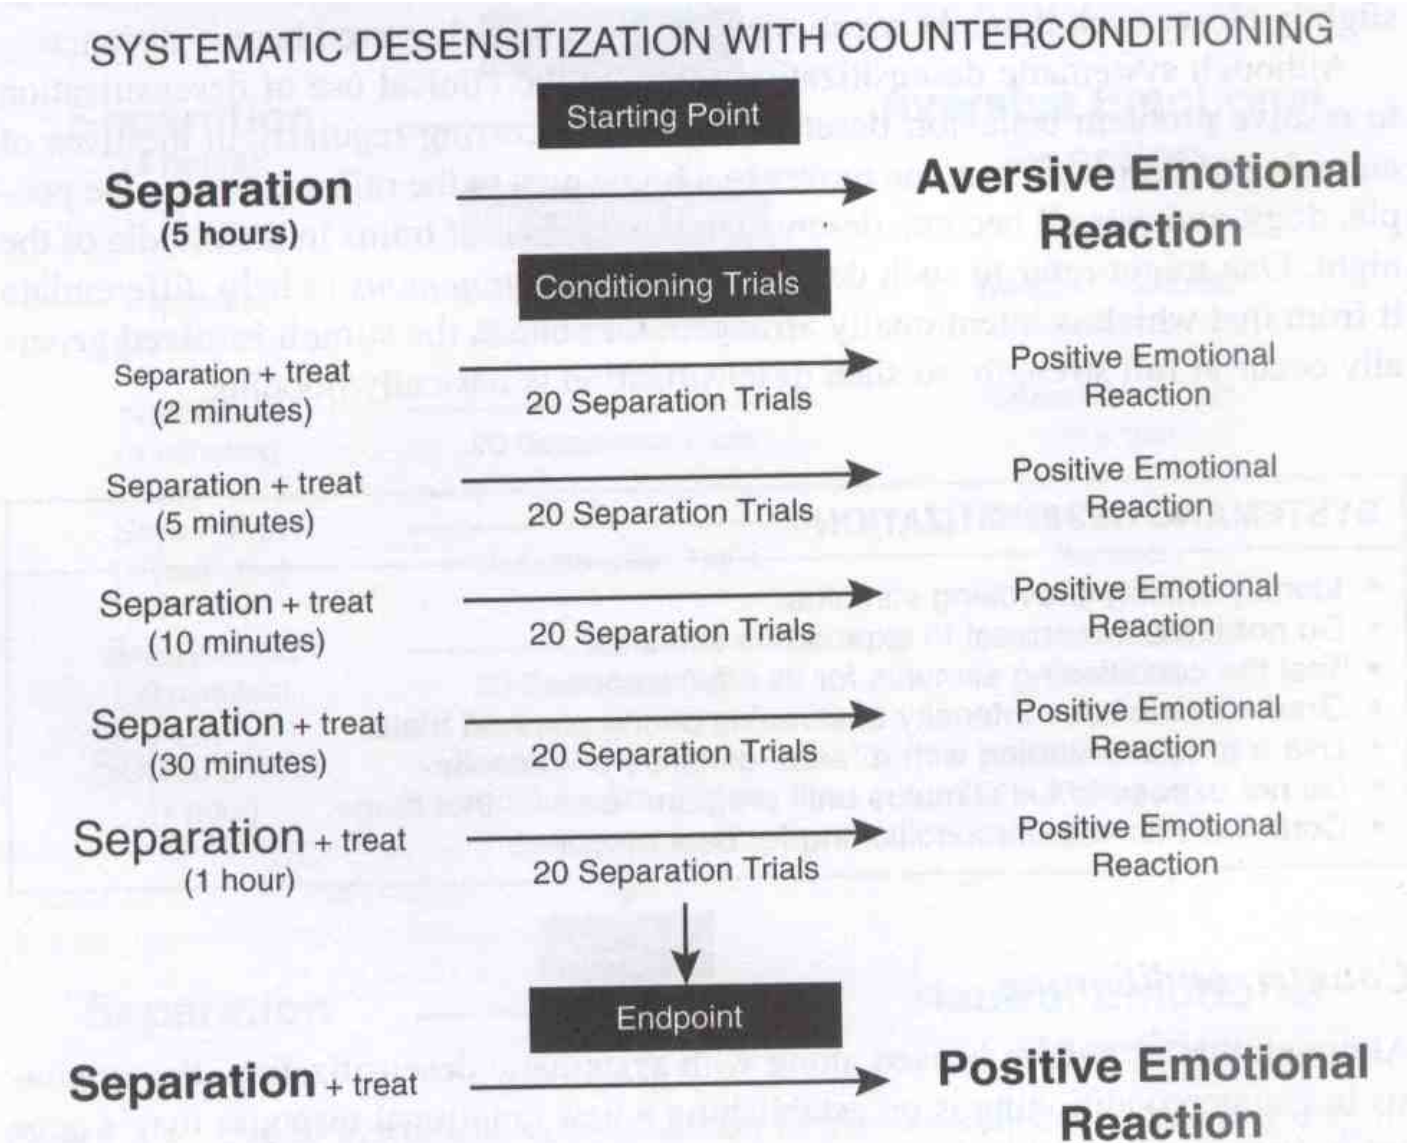 SYSTEMATIC DESENSITIZATION WITH COUNTERCONDITIONING
Starting Point
Separation
(5 hours)
Aversive Emotional
Reaction
Conditioning Trials
Separation + treat
(2 minutes)
20 Separation Trials
Positive Emotional
Reaction
Separation + treat
(5 minutes)
20 Separation Trials
Positive Emotional
Reaction
Separation + treat
(10 minutes)
20 Separation Trials
Positive Emotional
Reaction
Separation + treat
(30 minutes)
20 Separation Trials
Positive Emotional
Reaction
Separation + treat
(1 hour)
20 Separation Trials
Positive Emotional
Reaction
Endpoint
Separation + treat
Positive Emotional
Reaction